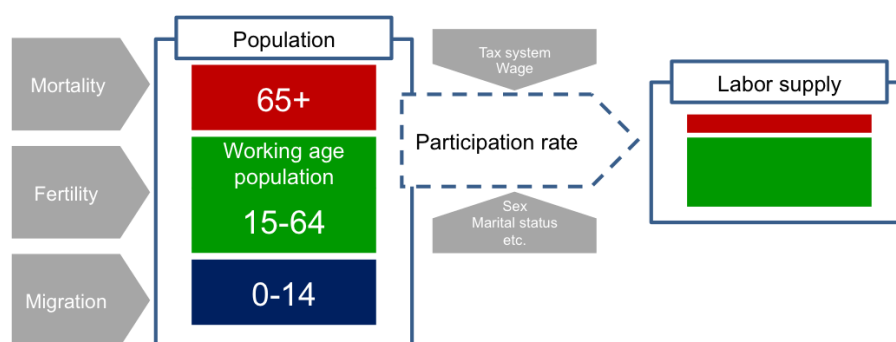 Mortality
Fertility
Migration
Population
65+
Working age
population
15-64
0-14
Tax system
Wage
Participation rate
Sex
Marital status
etc.
Labor supply